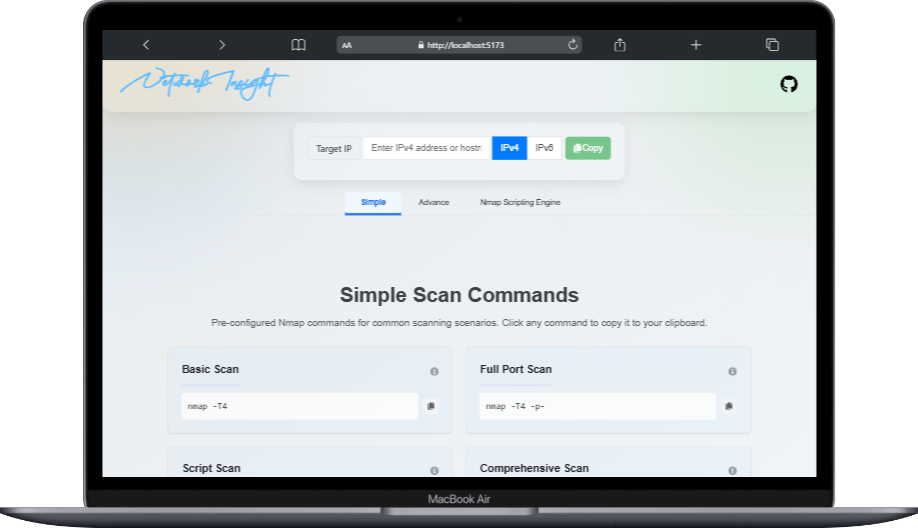 AA http://localhost:5173
Network Insight
Target IP Enter IPv4 address or hostn IPv4 IPv6 Copy
Simple Advance Nmap Scripting Engine
Simple Scan Commands
Pre-configured Nmap commands for common scanning scenarios. Click any command to copy it to your clipboard.
Basic Scan Full Port Scan
nmap -T4 nmap -T4 -p-
Script Scan Comprehensive Scan
MacBook Air